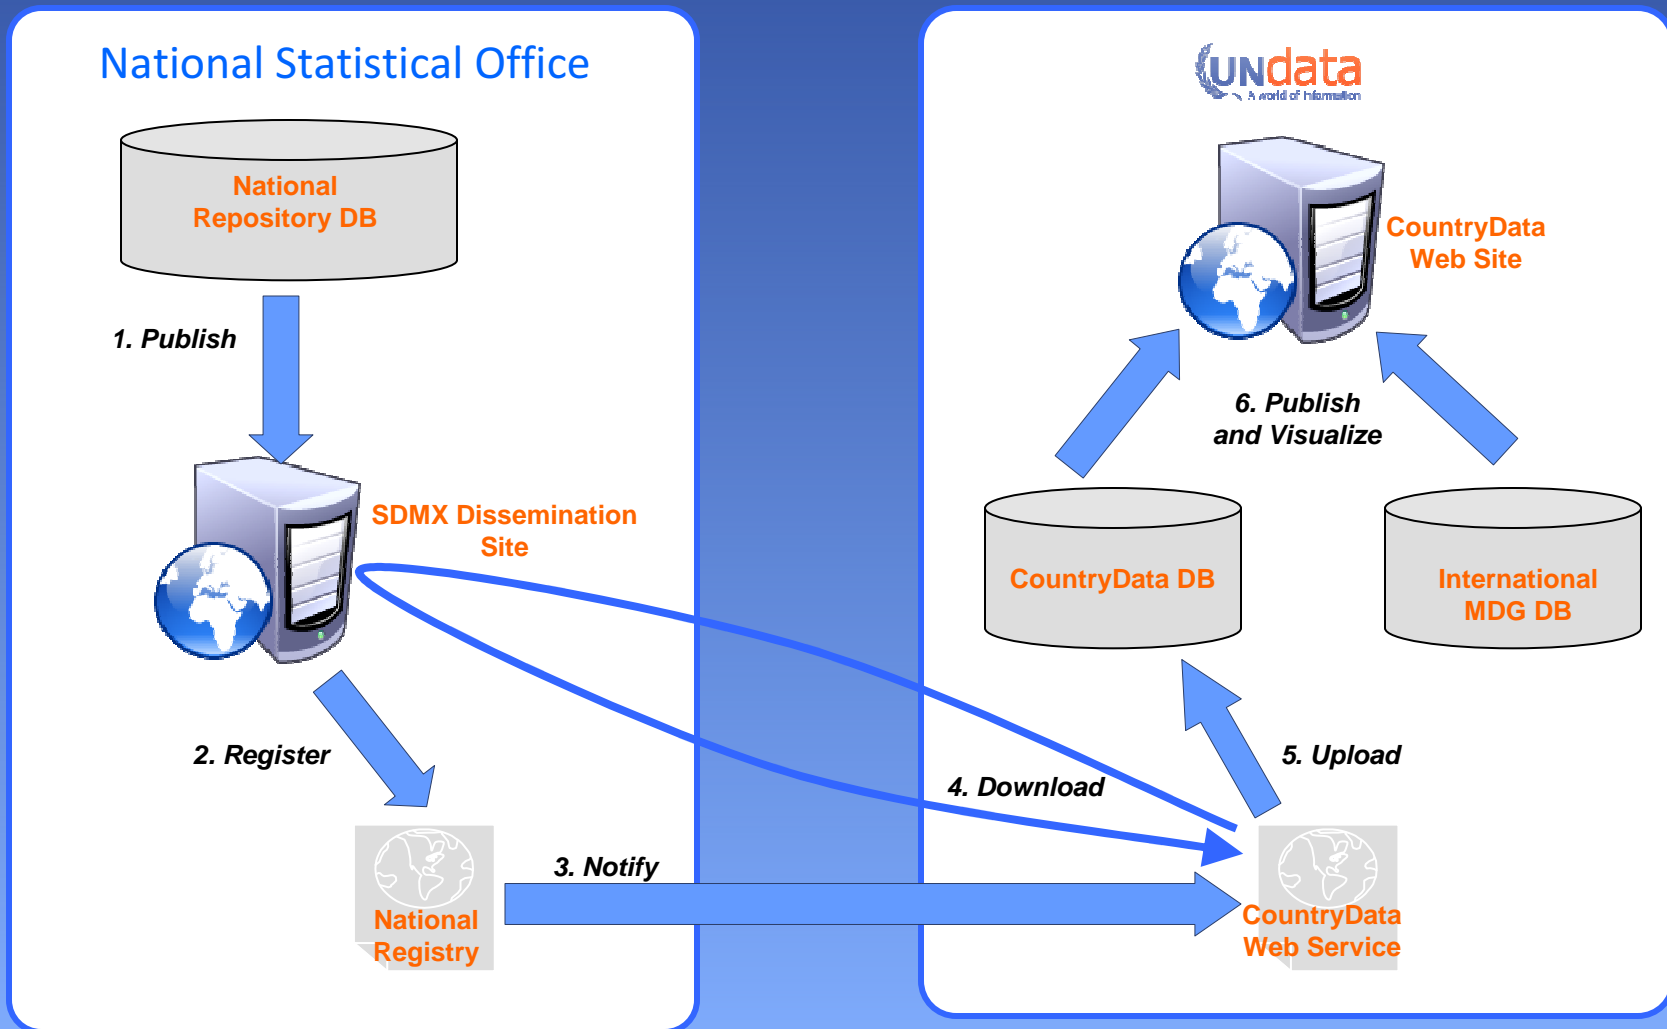 National Statistical Office
National
Repository DB
1. Publish
SDMX Dissemination
Site
2. Register
National
Registry
3. Notify
4. Download
UNdata
A world of information
CountryData
Web Site
6. Publish
and Visualize
CountryData DB
International
MDG DB
5. Upload
CountryData
Web Service